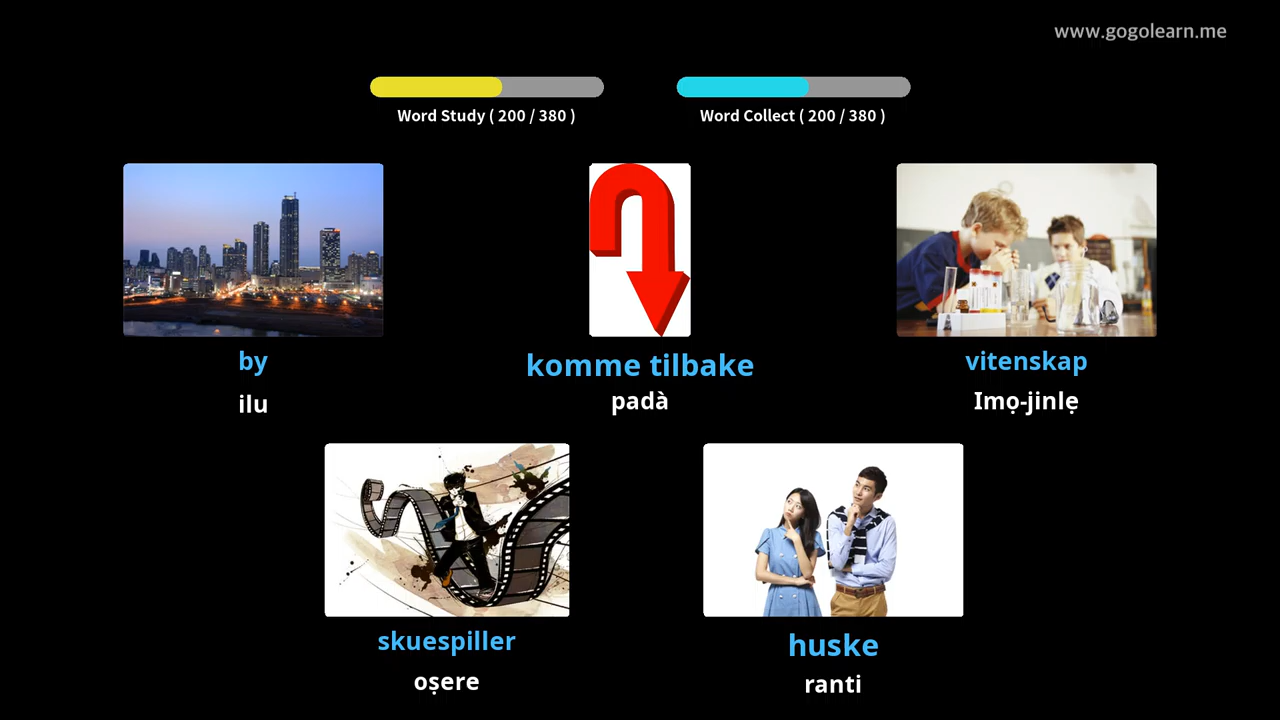 www.gogolearn.me
Word Study ( 200 / 380 )
Word Collect ( 200 / 380 )
by
ilu
komme tilbake
padà
vitenskap
Imọ-jinlẹ
skuespiller
oṣere
huske
ranti